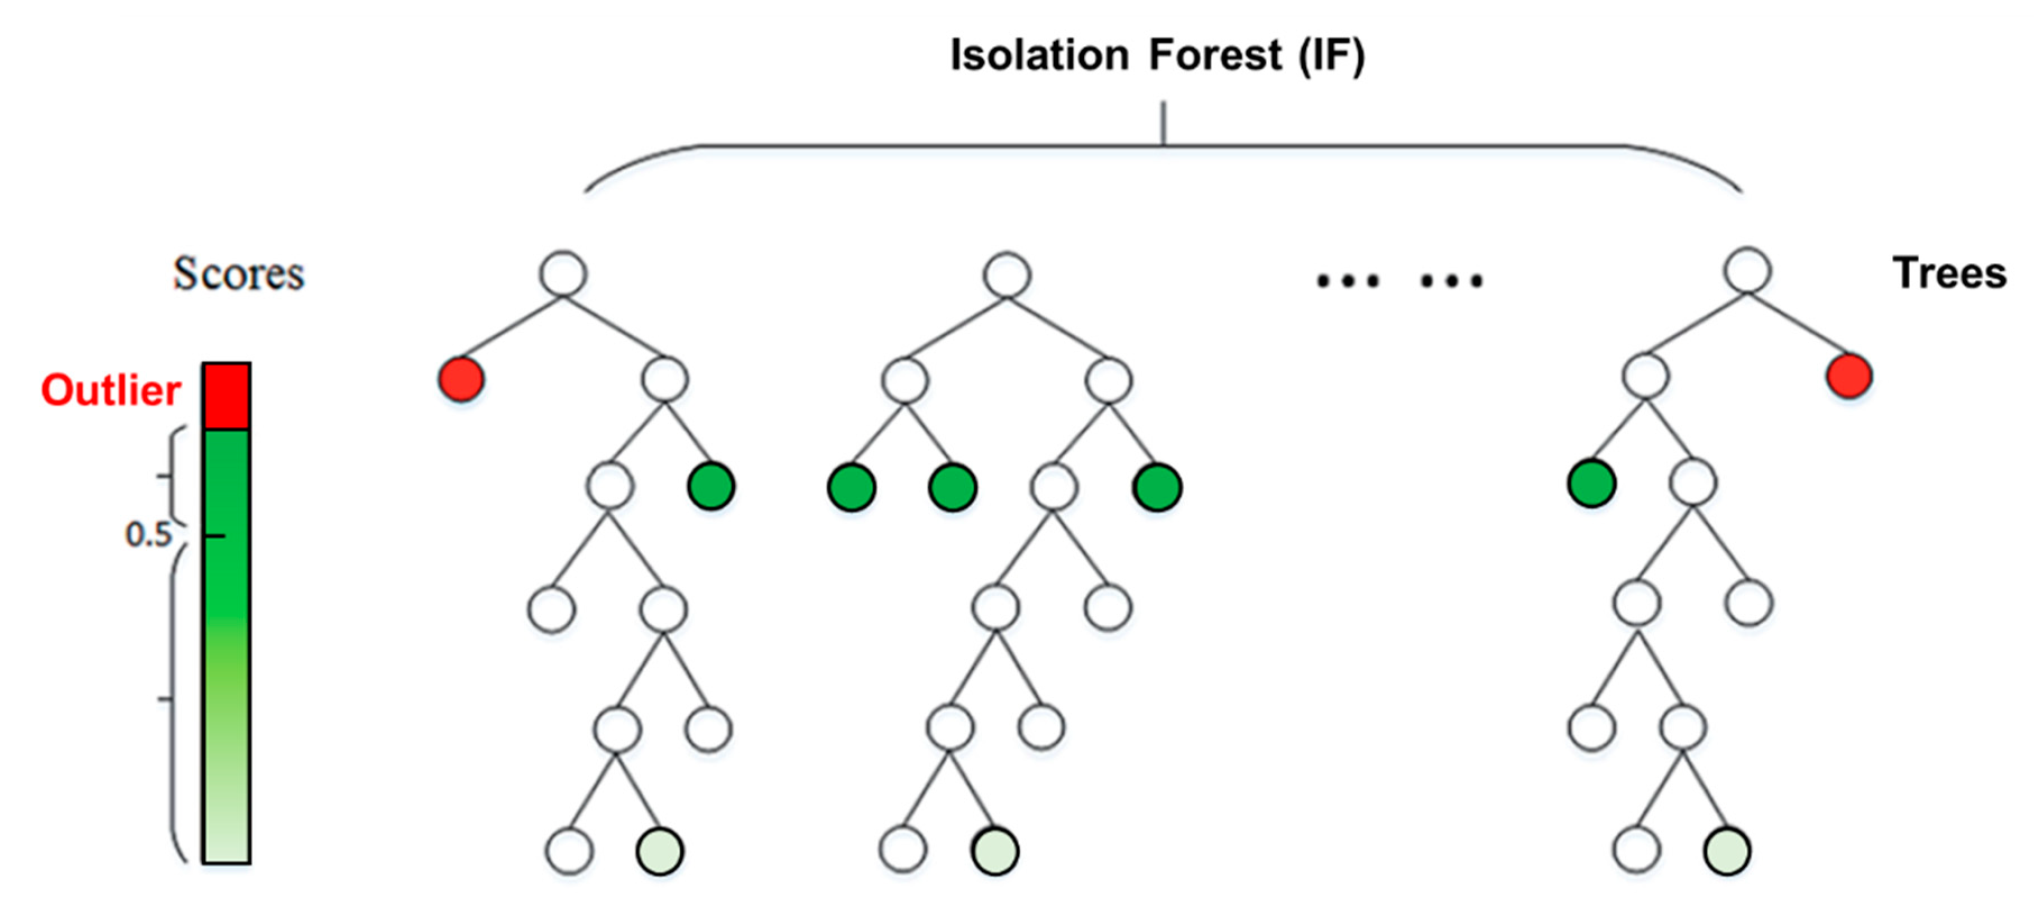 Isolation Forest (IF)
Scores
... ...
Trees
Outlier
0.5